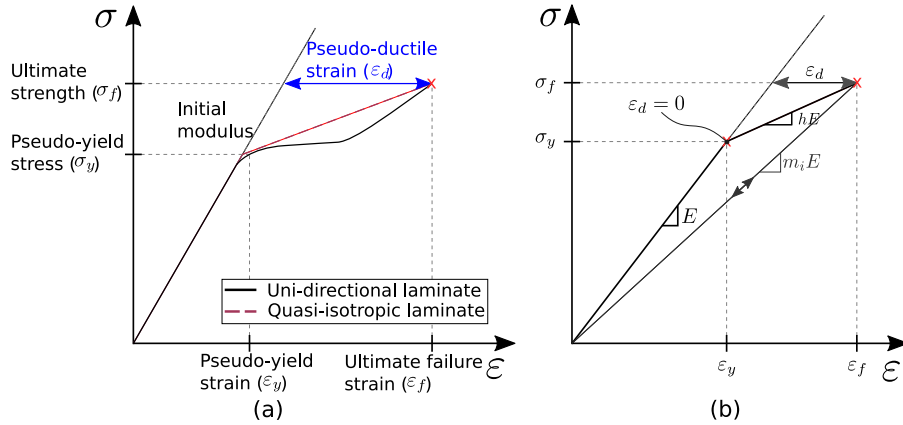 σ
Pseudo-ductile
strain (ε_d)
Ultimate
strength (σ_f)
Initial
modulus
Pseudo-yield
stress (σ_y)
Uni-directional laminate
Quasi-isotropic laminate
Pseudo-yield
strain (ε_y)
Ultimate failure
strain (ε_f)
ε
(a)
σ
ε_d
σ_f
ε_d = 0
hE
σ_y
m_iE
E
ε_y
ε_f
ε
(b)